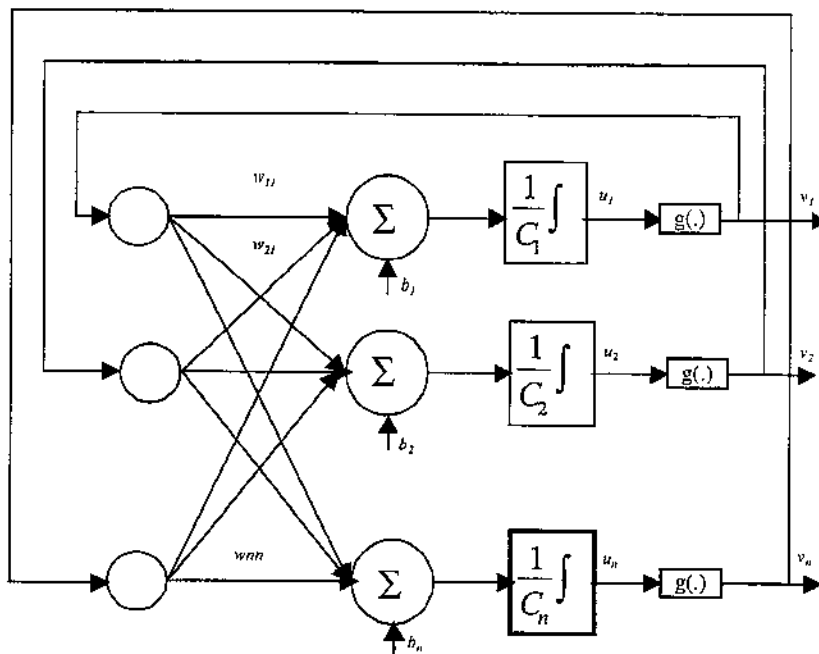 w₁₁
Σ
1/C₁ ∫
u₁
g(.)
v₁
w₂₁
b₁
Σ
1/C₂ ∫
u₂
g(.)
v₂
b₂
wnn
Σ
1/Cₙ ∫
uₙ
g(.)
vₙ
bₙ